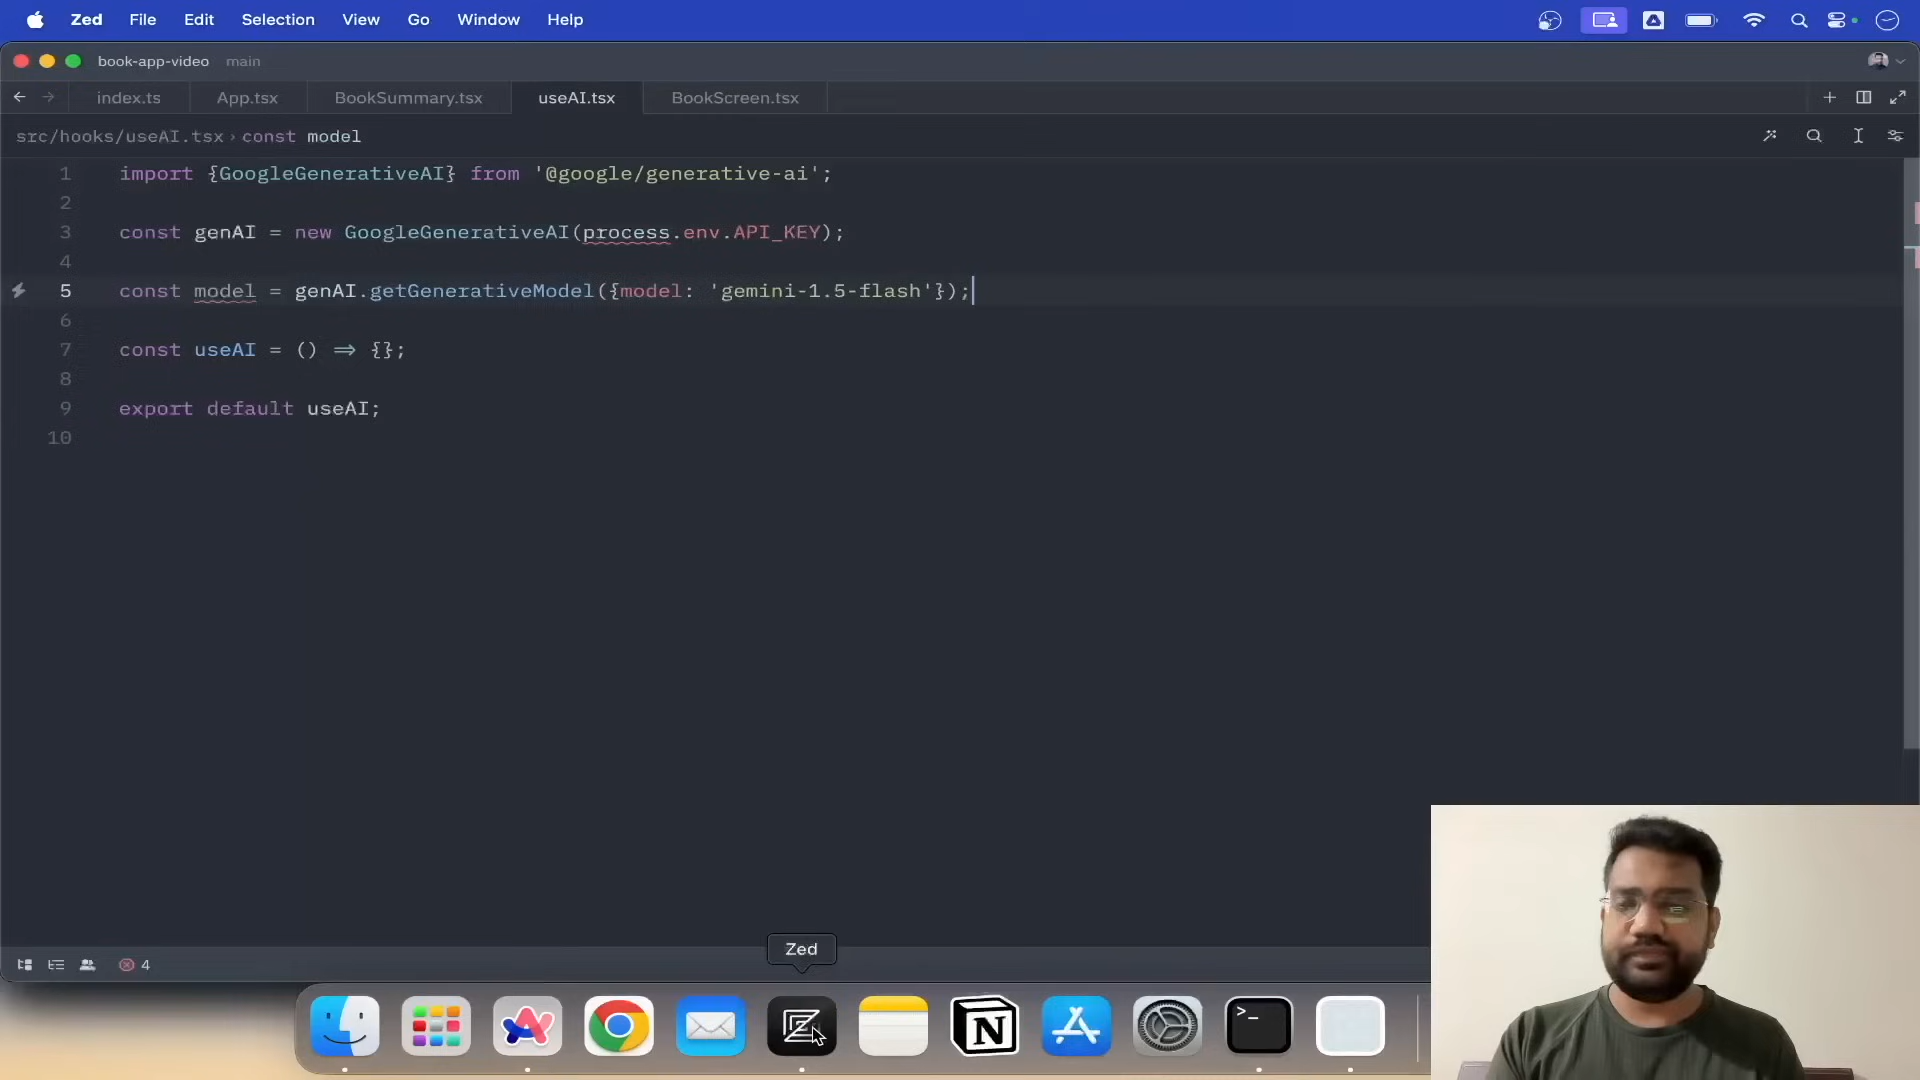 Zed File Edit Selection View Go Window Help
book-app-video main
index.ts App.tsx BookSummary.tsx useAI.tsx BookScreen.tsx
src/hooks/useAI.tsx › const model
1 import {GoogleGenerativeAI} from '@google/generative-ai';
2
3 const genAI = new GoogleGenerativeAI(process.env.API_KEY);
4
5 const model = genAI.getGenerativeModel({model: 'gemini-1.5-flash'});
6
7 const useAI = () => {};
8
9 export default useAI;
10
4
Zed